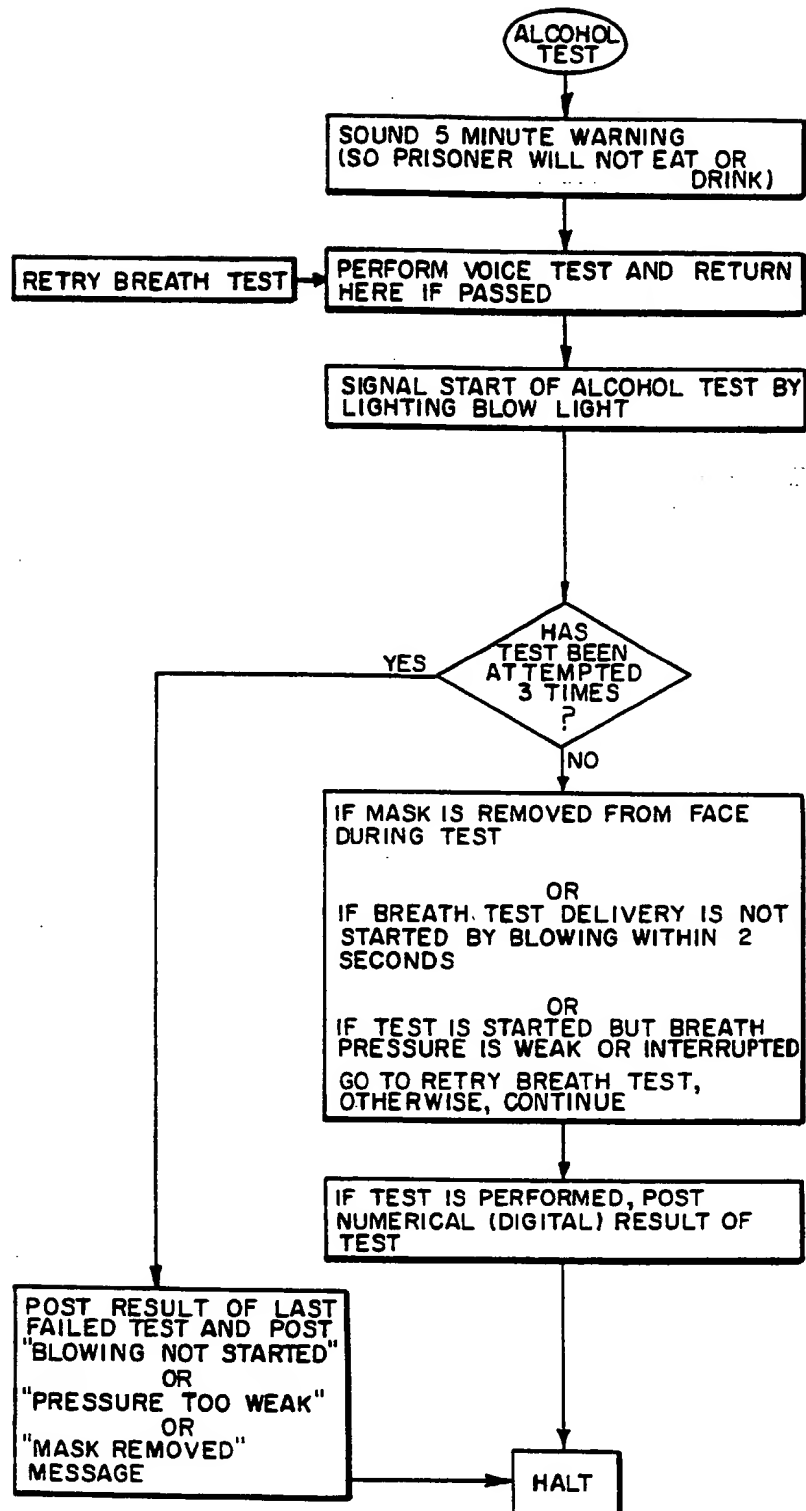 ALCOHOL
TEST
SOUND 5 MINUTE WARNING
(SO PRISONER WILL NOT EAT OR
DRINK)
RETRY BREATH TEST
PERFORM VOICE TEST AND RETURN
HERE IF PASSED
SIGNAL START OF ALCOHOL TEST BY
LIGHTING BLOW LIGHT
HAS
TEST BEEN
ATTEMPTED
3 TIMES
?
YES
NO
IF MASK IS REMOVED FROM FACE
DURING TEST
OR
IF BREATH TEST DELIVERY IS NOT
STARTED BY BLOWING WITHIN 2
SECONDS
OR
IF TEST IS STARTED BUT BREATH
PRESSURE IS WEAK OR INTERRUPTED
GO TO RETRY BREATH TEST,
OTHERWISE, CONTINUE
IF TEST IS PERFORMED, POST
NUMERICAL (DIGITAL) RESULT OF
TEST
POST RESULT OF LAST
FAILED TEST AND POST
"BLOWING NOT STARTED"
OR
"PRESSURE TOO WEAK"
OR
"MASK REMOVED"
MESSAGE
HALT